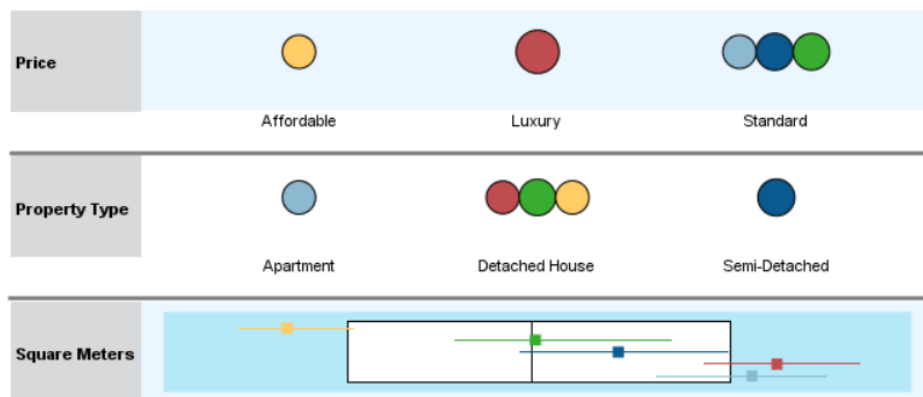 Price
Affordable
Luxury
Standard
Property Type
Apartment
Detached House
Semi-Detached
Square Meters